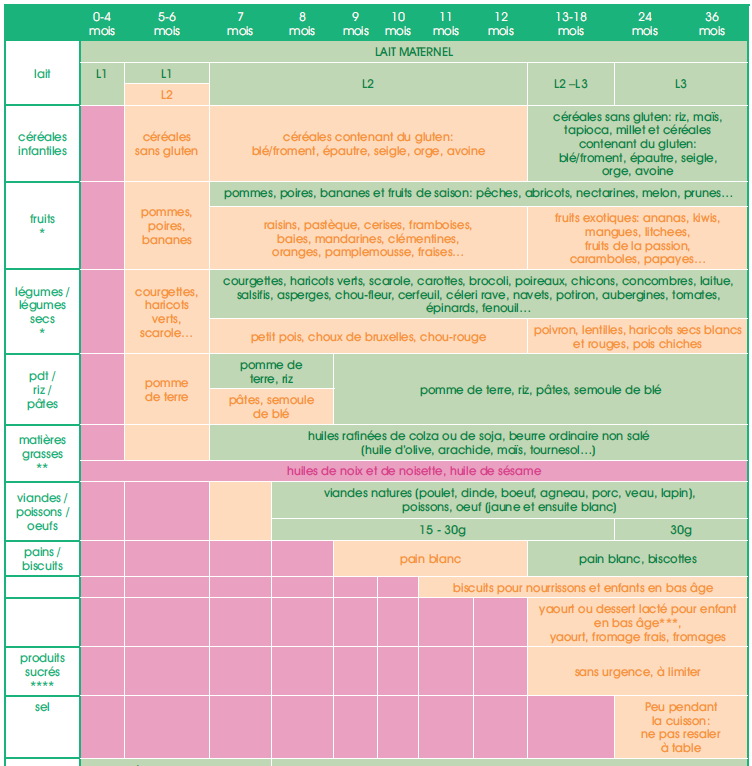 0-4 mois
5-6 mois
7 mois
8 mois
9 mois
10 mois
11 mois
12 mois
13-18 mois
24 mois
36 mois
lait
LAIT MATERNEL
L1
L1
L2
L2
L2 –L3
L3
céréales
infantiles
céréales
sans gluten
céréales contenant du gluten:
blé/froment, épautre, seigle, orge, avoine
céréales sans gluten: riz, maïs,
tapioca, millet et céréales
contenant du gluten:
blé/froment, épautre, seigle,
orge, avoine
fruits
*
pommes,
poires,
bananes
pommes, poires, bananes et fruits de saison: pêches, abricots, nectarines, melon, prunes...
raisins, pastèque, cerises, framboises,
baies, mandarines, clémentines,
oranges, pamplemousse, fraises...
fruits exotiques: ananas, kiwis,
mangues, litchees,
fruits de la passion,
caramboles, papayes...
légumes /
légumes
secs
*
courgettes,
haricots
verts,
scarole...
courgettes, haricots verts, scarole, carottes, brocoli, poireaux, chicons, concombres, laitue,
salsifis, asperges, chou-fleur, cerfeuil, céleri rave, navets, potiron, aubergines, tomates,
épinards, fenouil...
petit pois, choux de bruxelles, chou-rouge
poivron, lentilles, haricots secs blancs
et rouges, pois chiches
pdt /
riz /
pâtes
pomme
de terre
pomme de
terre, riz
pâtes, semoule
de blé
pomme de terre, riz, pâtes, semoule de blé
matières
grasses
**
huiles rafinées de colza ou de soja, beurre ordinaire non salé
(huile d'olive, arachide, maïs, tournesol...)
huiles de noix et de noisette, huile de sésame
viandes /
poissons /
oeufs
viandes natures (poulet, dinde, boeuf, agneau, porc, veau, lapin),
poissons, oeuf (jaune et ensuite blanc)
15 - 30g
30g
pains /
biscuits
pain blanc
pain blanc, biscottes
biscuits pour nourrissons et enfants en bas âge
yaourt ou dessert lacté pour enfant
en bas âge***,
yaourt, fromage frais, fromages
produits
sucrés
****
sans urgence, à limiter
sel
Peu pendant
la cuisson:
ne pas resaler
à table